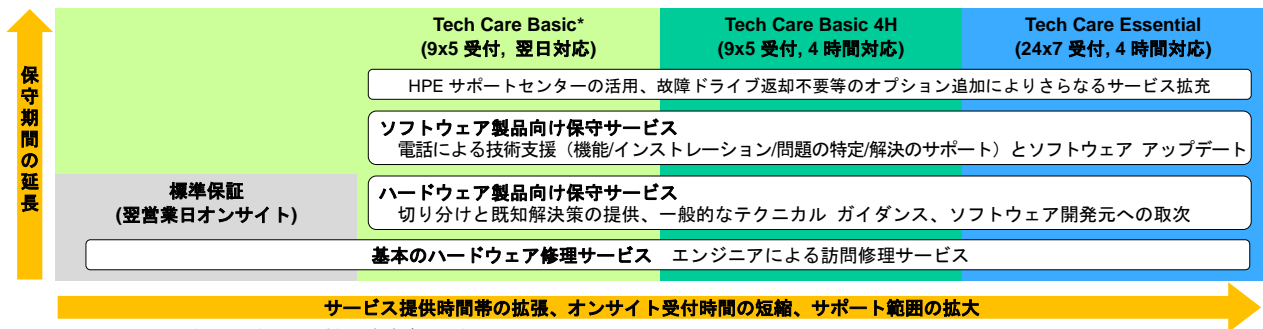 Tech Care Basic*
(9x5 受付, 翌日対応)
Tech Care Basic 4H
(9x5 受付, 4 時間対応)
Tech Care Essential
(24x7 受付, 4 時間対応)
保守期間の延長
HPE サポートセンターの活用、故障ドライブ返却不要等のオプション追加によりさらなるサービス拡充
ソフトウェア製品向け保守サービス
電話による技術支援（機能/インストレーション/問題の特定/解決のサポート）とソフトウェア アップデート
標準保証
(翌営業日オンサイト)
ハードウェア製品向け保守サービス
切り分けと既知解決策の提供、一般的なテクニカル ガイダンス、ソフトウェア開発元への取次
基本のハードウェア修理サービス エンジニアによる訪問修理サービス
サービス提供時間帯の拡張、オンサイト受付時間の短縮、サポート範囲の拡大